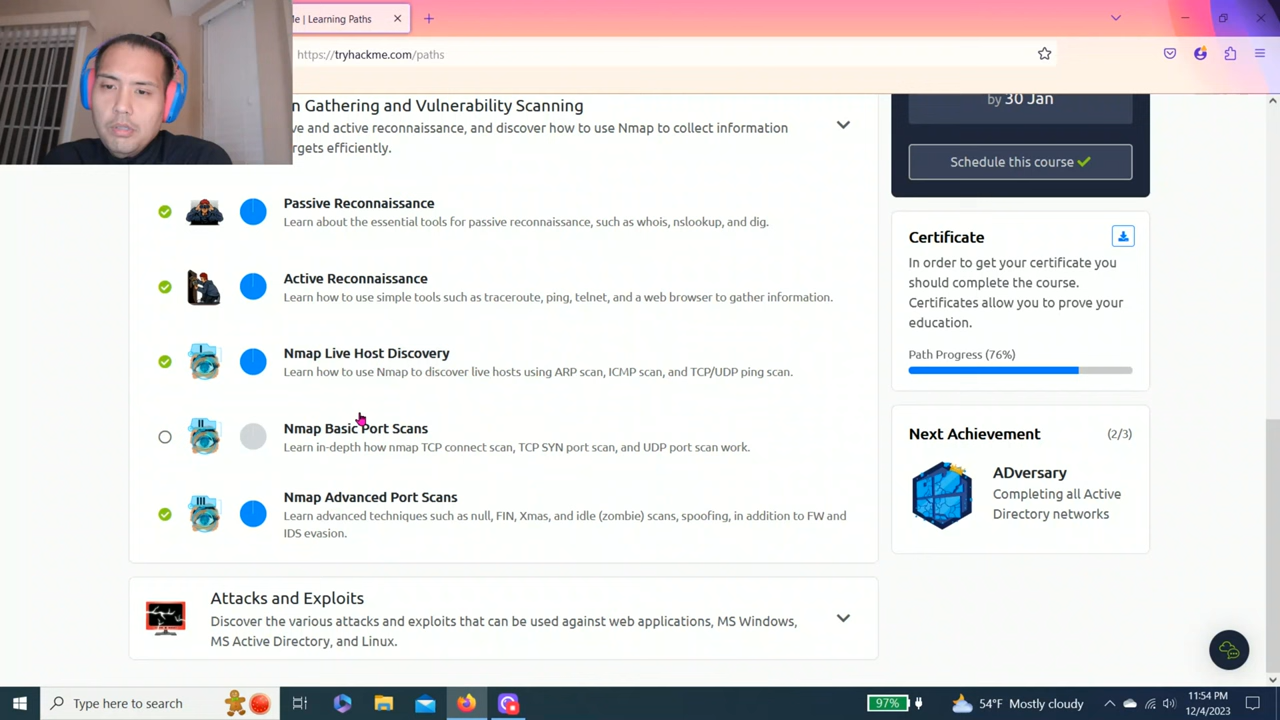 Me | Learning Paths
https://tryhackme.com/paths
n Gathering and Vulnerability Scanning
ve and active reconnaissance, and discover how to use Nmap to collect information
rgets efficiently.
by 30 Jan
Schedule this course
Passive Reconnaissance
Learn about the essential tools for passive reconnaissance, such as whois, nslookup, and dig.
Active Reconnaissance
Learn how to use simple tools such as traceroute, ping, telnet, and a web browser to gather information.
I
Nmap Live Host Discovery
Learn how to use Nmap to discover live hosts using ARP scan, ICMP scan, and TCP/UDP ping scan.
II
Nmap Basic Port Scans
Learn in-depth how nmap TCP connect scan, TCP SYN port scan, and UDP port scan work.
III
Nmap Advanced Port Scans
Learn advanced techniques such as null, FIN, Xmas, and idle (zombie) scans, spoofing, in addition to FW and
IDS evasion.
Attacks and Exploits
Discover the various attacks and exploits that can be used against web applications, MS Windows,
MS Active Directory, and Linux.
Certificate
In order to get your certificate you
should complete the course.
Certificates allow you to prove your
education.
Path Progress (76%)
Next Achievement (2/3)
ADversary
Completing all Active
Directory networks
Type here to search
97%
54°F Mostly cloudy
11:54 PM
12/4/2023